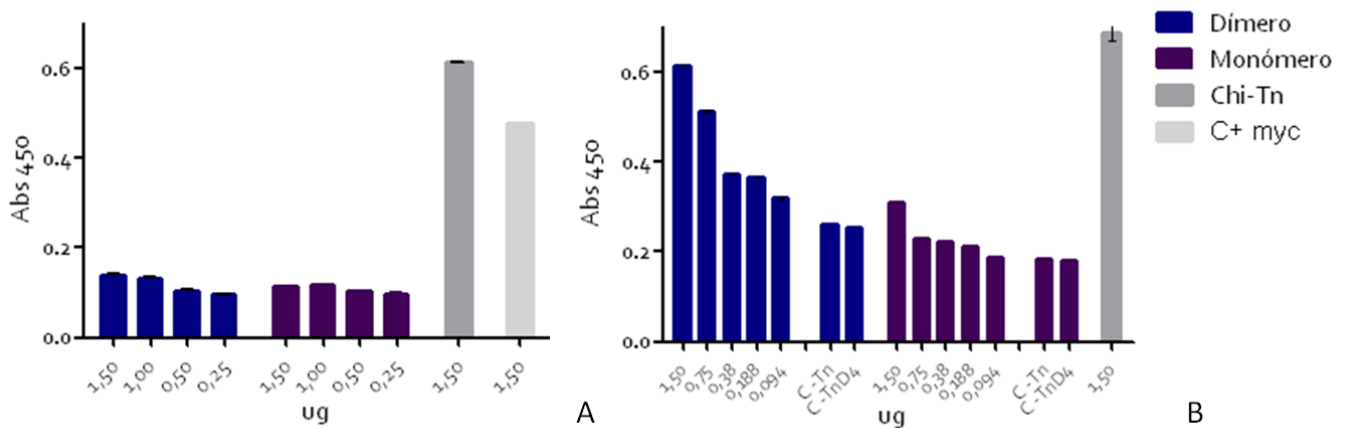 Abs 450
0.6
0.4
0.2
0.0
1,50 1,00 0,50 0,25 1,50 1,00 0,50 0,25 1,50 1,50
ug
A
Abs 450
0.6
0.4
0.2
0.0
1,50 0,75 0,38 0,188 0,094 C-Tn C-TnD4 1,50 0,75 0,38 0,188 0,094 C-Tn C-TnD4 1,50
ug
B
Dímero
Monómero
Chi-Tn
C+ myc